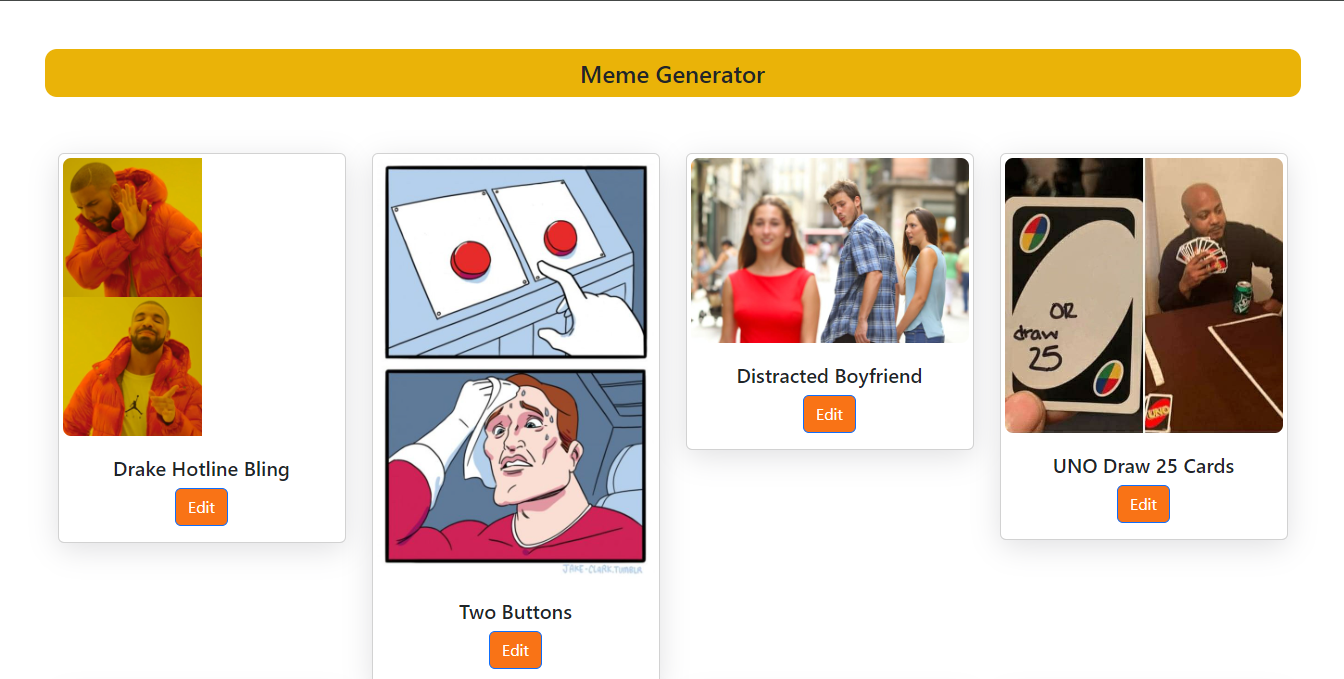 Meme Generator
OR
draw
25
UNO
Drake Hotline Bling
Edit
JAKE-CLARK.TUMBLR
Two Buttons
Edit
Distracted Boyfriend
Edit
UNO Draw 25 Cards
Edit